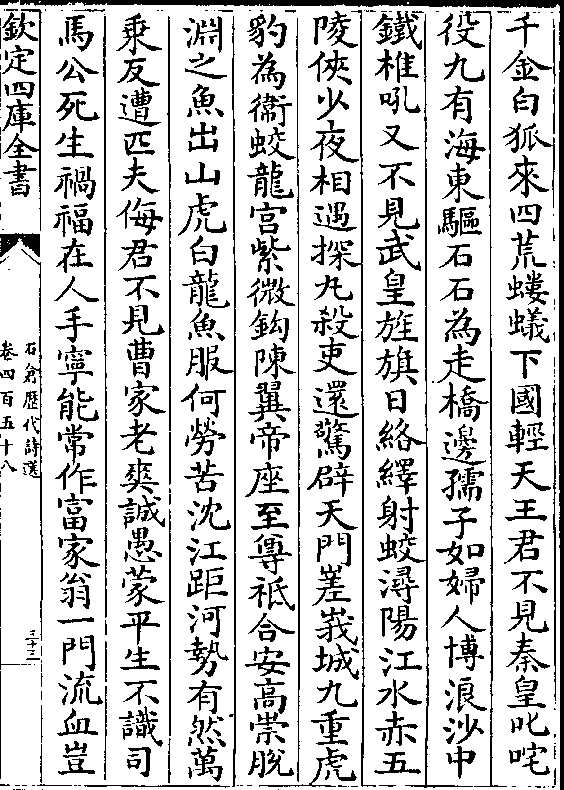 千金白狐來四荒螻蟻下國輕天王君不見秦皇叱咤
役九有海東驅石石為走橋邊孺子如婦人博浪沙中
鐵椎吼又不見武皇旌旗日絡繹射蛟潯陽江水赤五
陵俠少夜相遇探丸殺吏還驚辟天門嵳峩城九重虎
豹為衞蛟龍宮紫微鈎陳翼帝座至尊祗合安高崇脫
淵之魚出山虎白龍魚服何勞苦沈江距河勢有然萬
乗反遭匹夫侮君不見曹家老奭誠愚蒙平生不識司
馬公死生禍福在人手寧能常作富家翁一門流血豈
欽定四庫全書
石倉歴代詩選
卷四百五十八
三十三